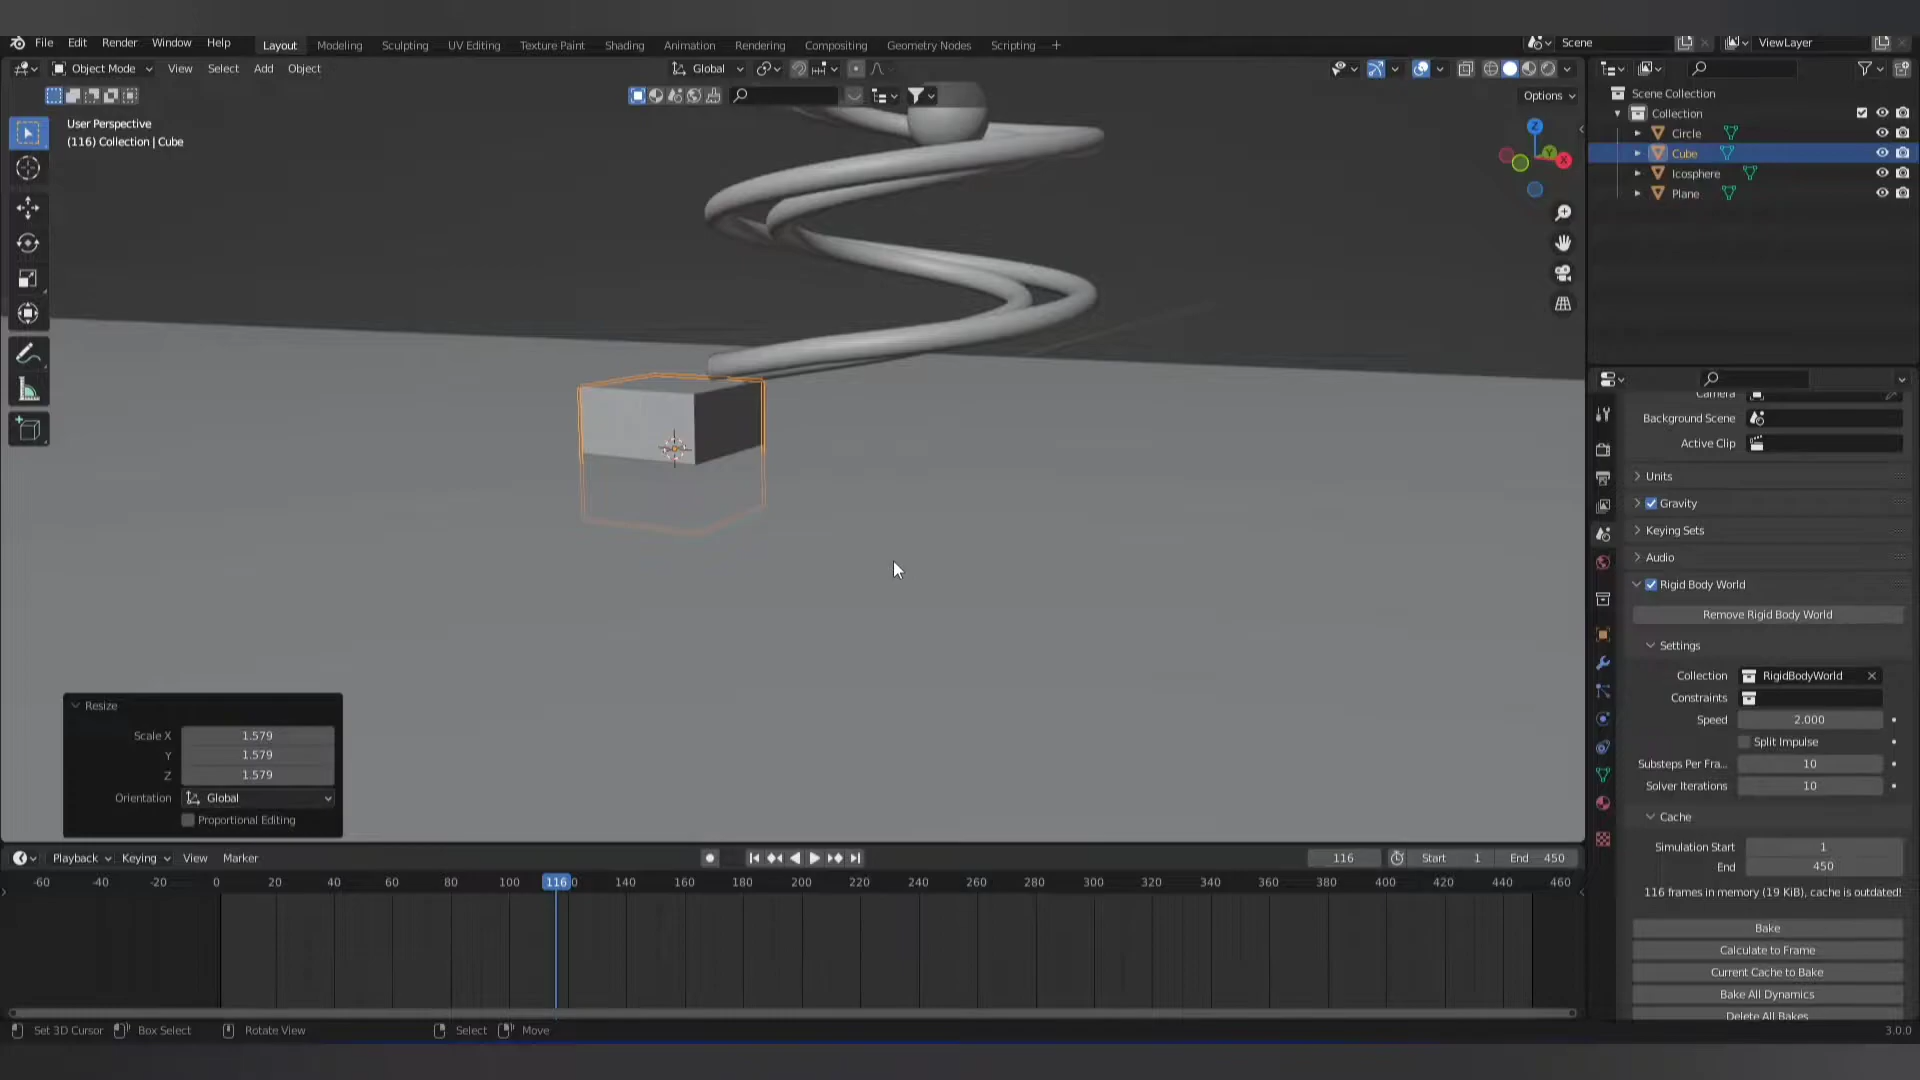 File Edit Render Window Help Layout Modeling Sculpting UV Editing Texture Paint Shading Animation Rendering Compositing Geometry Nodes Scripting + Scene ViewLayer
Object Mode View Select Add Object Global
Options
User Perspective
(116) Collection | Cube
Z
Y
X
Scene Collection
Collection
Circle
Cube
Icosphere
Plane
Camera
Background Scene
Active Clip
Units
Gravity
Keying Sets
Audio
Rigid Body World
Remove Rigid Body World
Settings
Collection RigidBodyWorld
Constraints
Speed 2.000
Split Impulse
Substeps Per Fra... 10
Solver Iterations 10
Cache
Simulation Start 1
End 450
116 frames in memory (19 KiB), cache is outdated!
Bake
Calculate to Frame
Current Cache to Bake
Bake All Dynamics
Delete All Bakes
Resize
Scale X 1.579
Y 1.579
Z 1.579
Orientation Global
Proportional Editing
Playback Keying View Marker 116 Start 1 End 450
-60 -40 -20 0 20 40 60 80 100 116 0 140 160 180 200 220 240 260 280 300 320 340 360 380 400 420 440 460
Set 3D Cursor Box Select Rotate View Select Move 3.0.0